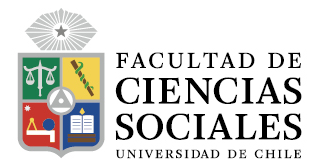 FACULTAD DE
CIENCIAS
SOCIALES
UNIVERSIDAD DE CHILE